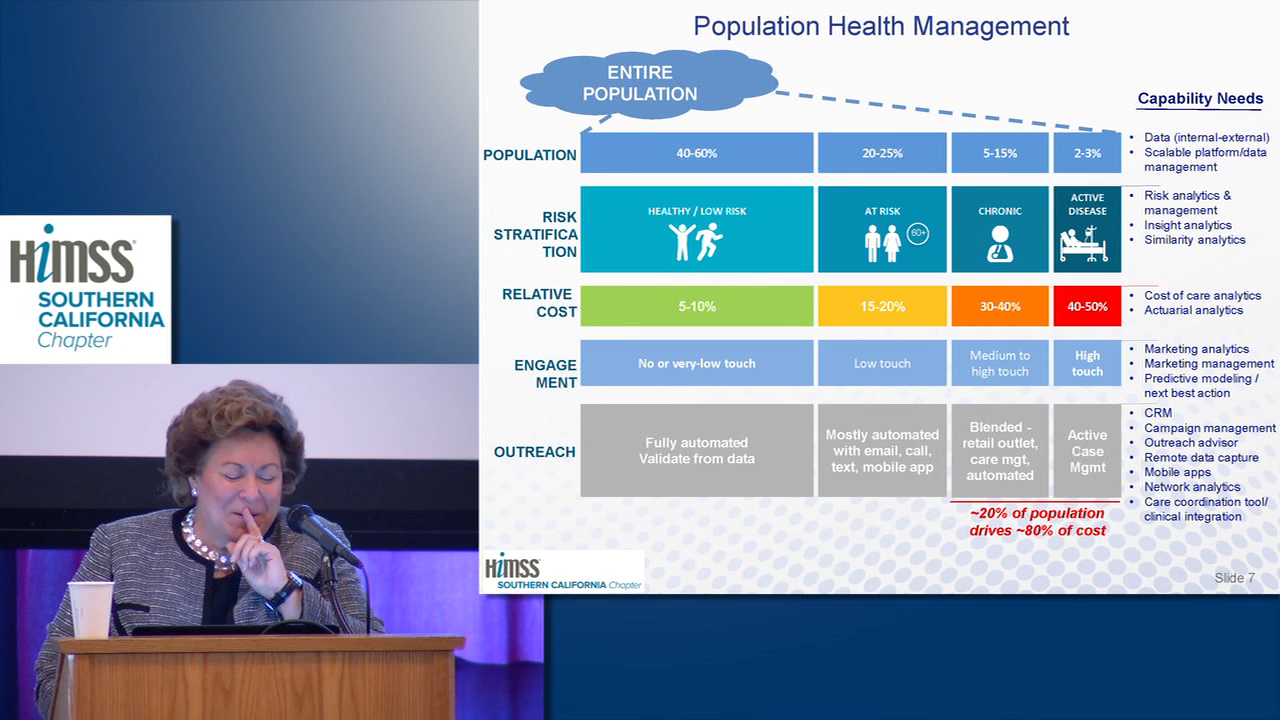 Population Health Management
ENTIRE
POPULATION
Capability Needs
POPULATION
40-60%
20-25%
5-15%
2-3%
• Data (internal-external)
• Scalable platform/data
management
RISK
STRATIFICA
TION
HEALTHY / LOW RISK
AT RISK
60+
CHRONIC
ACTIVE
DISEASE
• Risk analytics &
management
• Insight analytics
• Similarity analytics
RELATIVE
COST
5-10%
15-20%
30-40%
40-50%
• Cost of care analytics
• Actuarial analytics
ENGAGE
MENT
No or very-low touch
Low touch
Medium to
high touch
High
touch
• Marketing analytics
• Marketing management
• Predictive modeling /
next best action
OUTREACH
Fully automated
Validate from data
Mostly automated
with email, call,
text, mobile app
Blended -
retail outlet,
care mgt,
automated
Active
Case
Mgmt
• CRM
• Campaign management
• Outreach advisor
• Remote data capture
• Mobile apps
• Network analytics
• Care coordination tool/
clinical integration
~20% of population
drives ~80% of cost
HiMSS
SOUTHERN CALIFORNIA Chapter
Slide 7
HiMSS
SOUTHERN
CALIFORNIA
Chapter